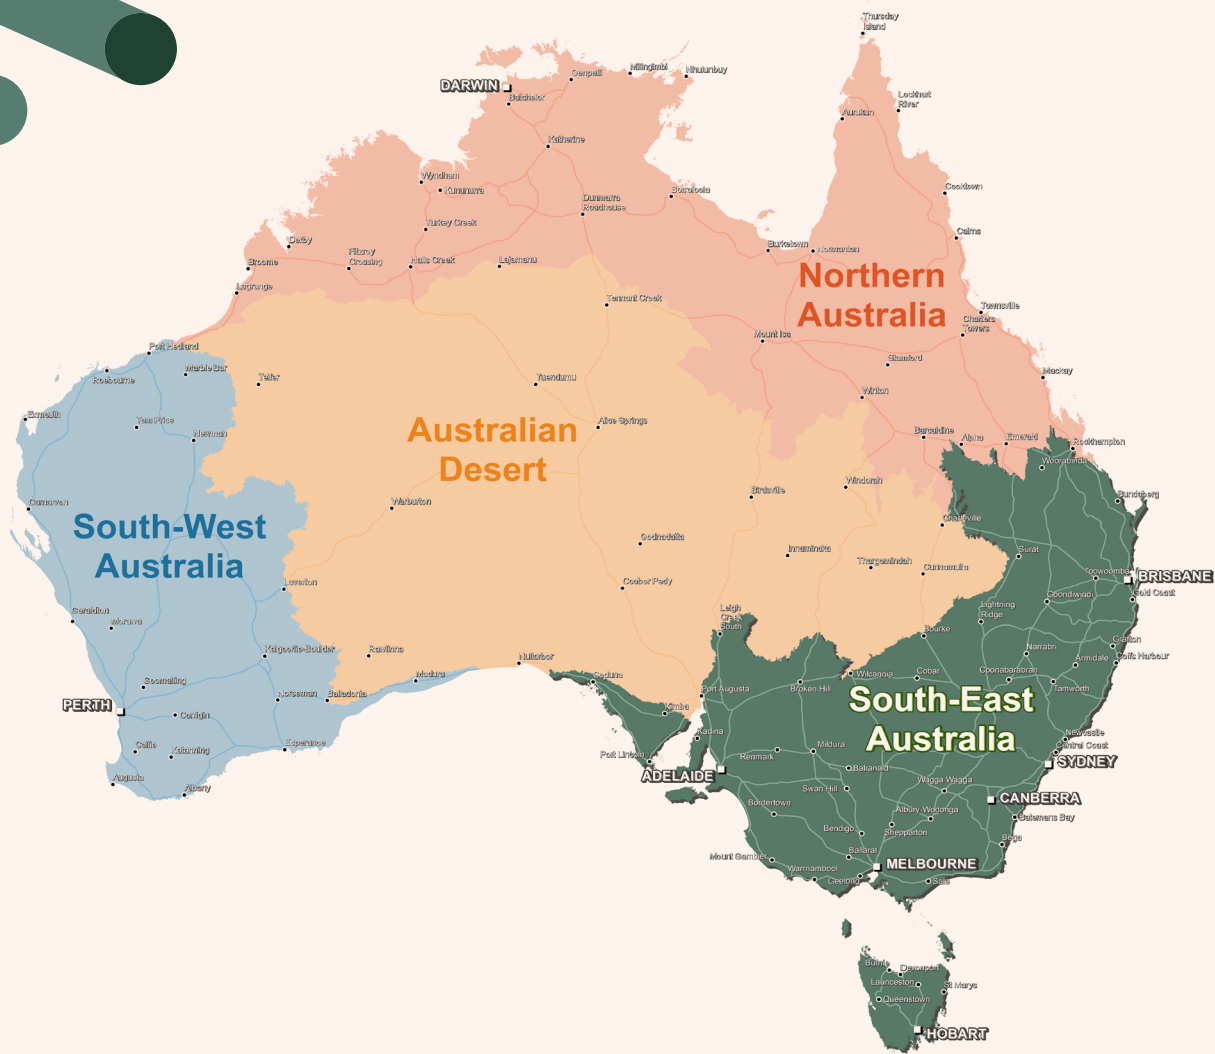 Thursday
Island
DARWIN
Oenpelli
Milingimbi
Nhulunbuy
Batchelor
Lockhart
River
Aurukun
Katherine
Wyndham
Kununurra
Cooktown
Borroloola
Dunmarra
Roadhouse
Turkey Creek
Cairns
Derby
Fitzroy
Crossing
Halls Creek
Lajamanu
Burketown
Normanton
Broome
Lagrange
Northern
Australia
Tennant Creek
Townsville
Charters
Towers
Mount Isa
Port Hedland
Stamford
Roebourne
Marble Bar
Telfer
Yuendumu
Mackay
Winton
Exmouth
Tom Price
Newman
Alice Springs
Australian
Desert
Barcaldine
Alpha
Emerald
Rockhampton
Woorabinda
Birdsville
Windorah
Bundaberg
Carnarvon
Warburton
South-West
Australia
Charleville
Oodnadatta
Innamincka
Thargomindah
Cunnamulla
Surat
Toowoomba
BRISBANE
Gold Coast
Goondiwindi
Laverton
Coober Pedy
Leigh
Creek
South
Lightning
Ridge
Geraldton
Morawa
Bourke
Grafton
Coffs Harbour
Narrabri
Armidale
Kalgoorlie-Boulder
Rawlinna
Nullarbor
Wilcannia
Cobar
Coonabarabran
Tamworth
Goomalling
Norseman
Balladonia
Madura
Ceduna
Port Augusta
Broken Hill
South-East
Australia
PERTH
Corrigin
Kimba
Kadina
Newcastle
Central Coast
Collie
Katanning
Esperance
Port Lincoln
Renmark
Mildura
SYDNEY
ADELAIDE
Balranald
Augusta
Albany
Swan Hill
Wagga Wagga
CANBERRA
Bordertown
Albury-Wodonga
Batemans Bay
Bendigo
Shepparton
Bega
Mount Gambier
Ballarat
MELBOURNE
Warrnambool
Geelong
Sale
Burnie
Devonport
Launceston
St Marys
Queenstown
HOBART